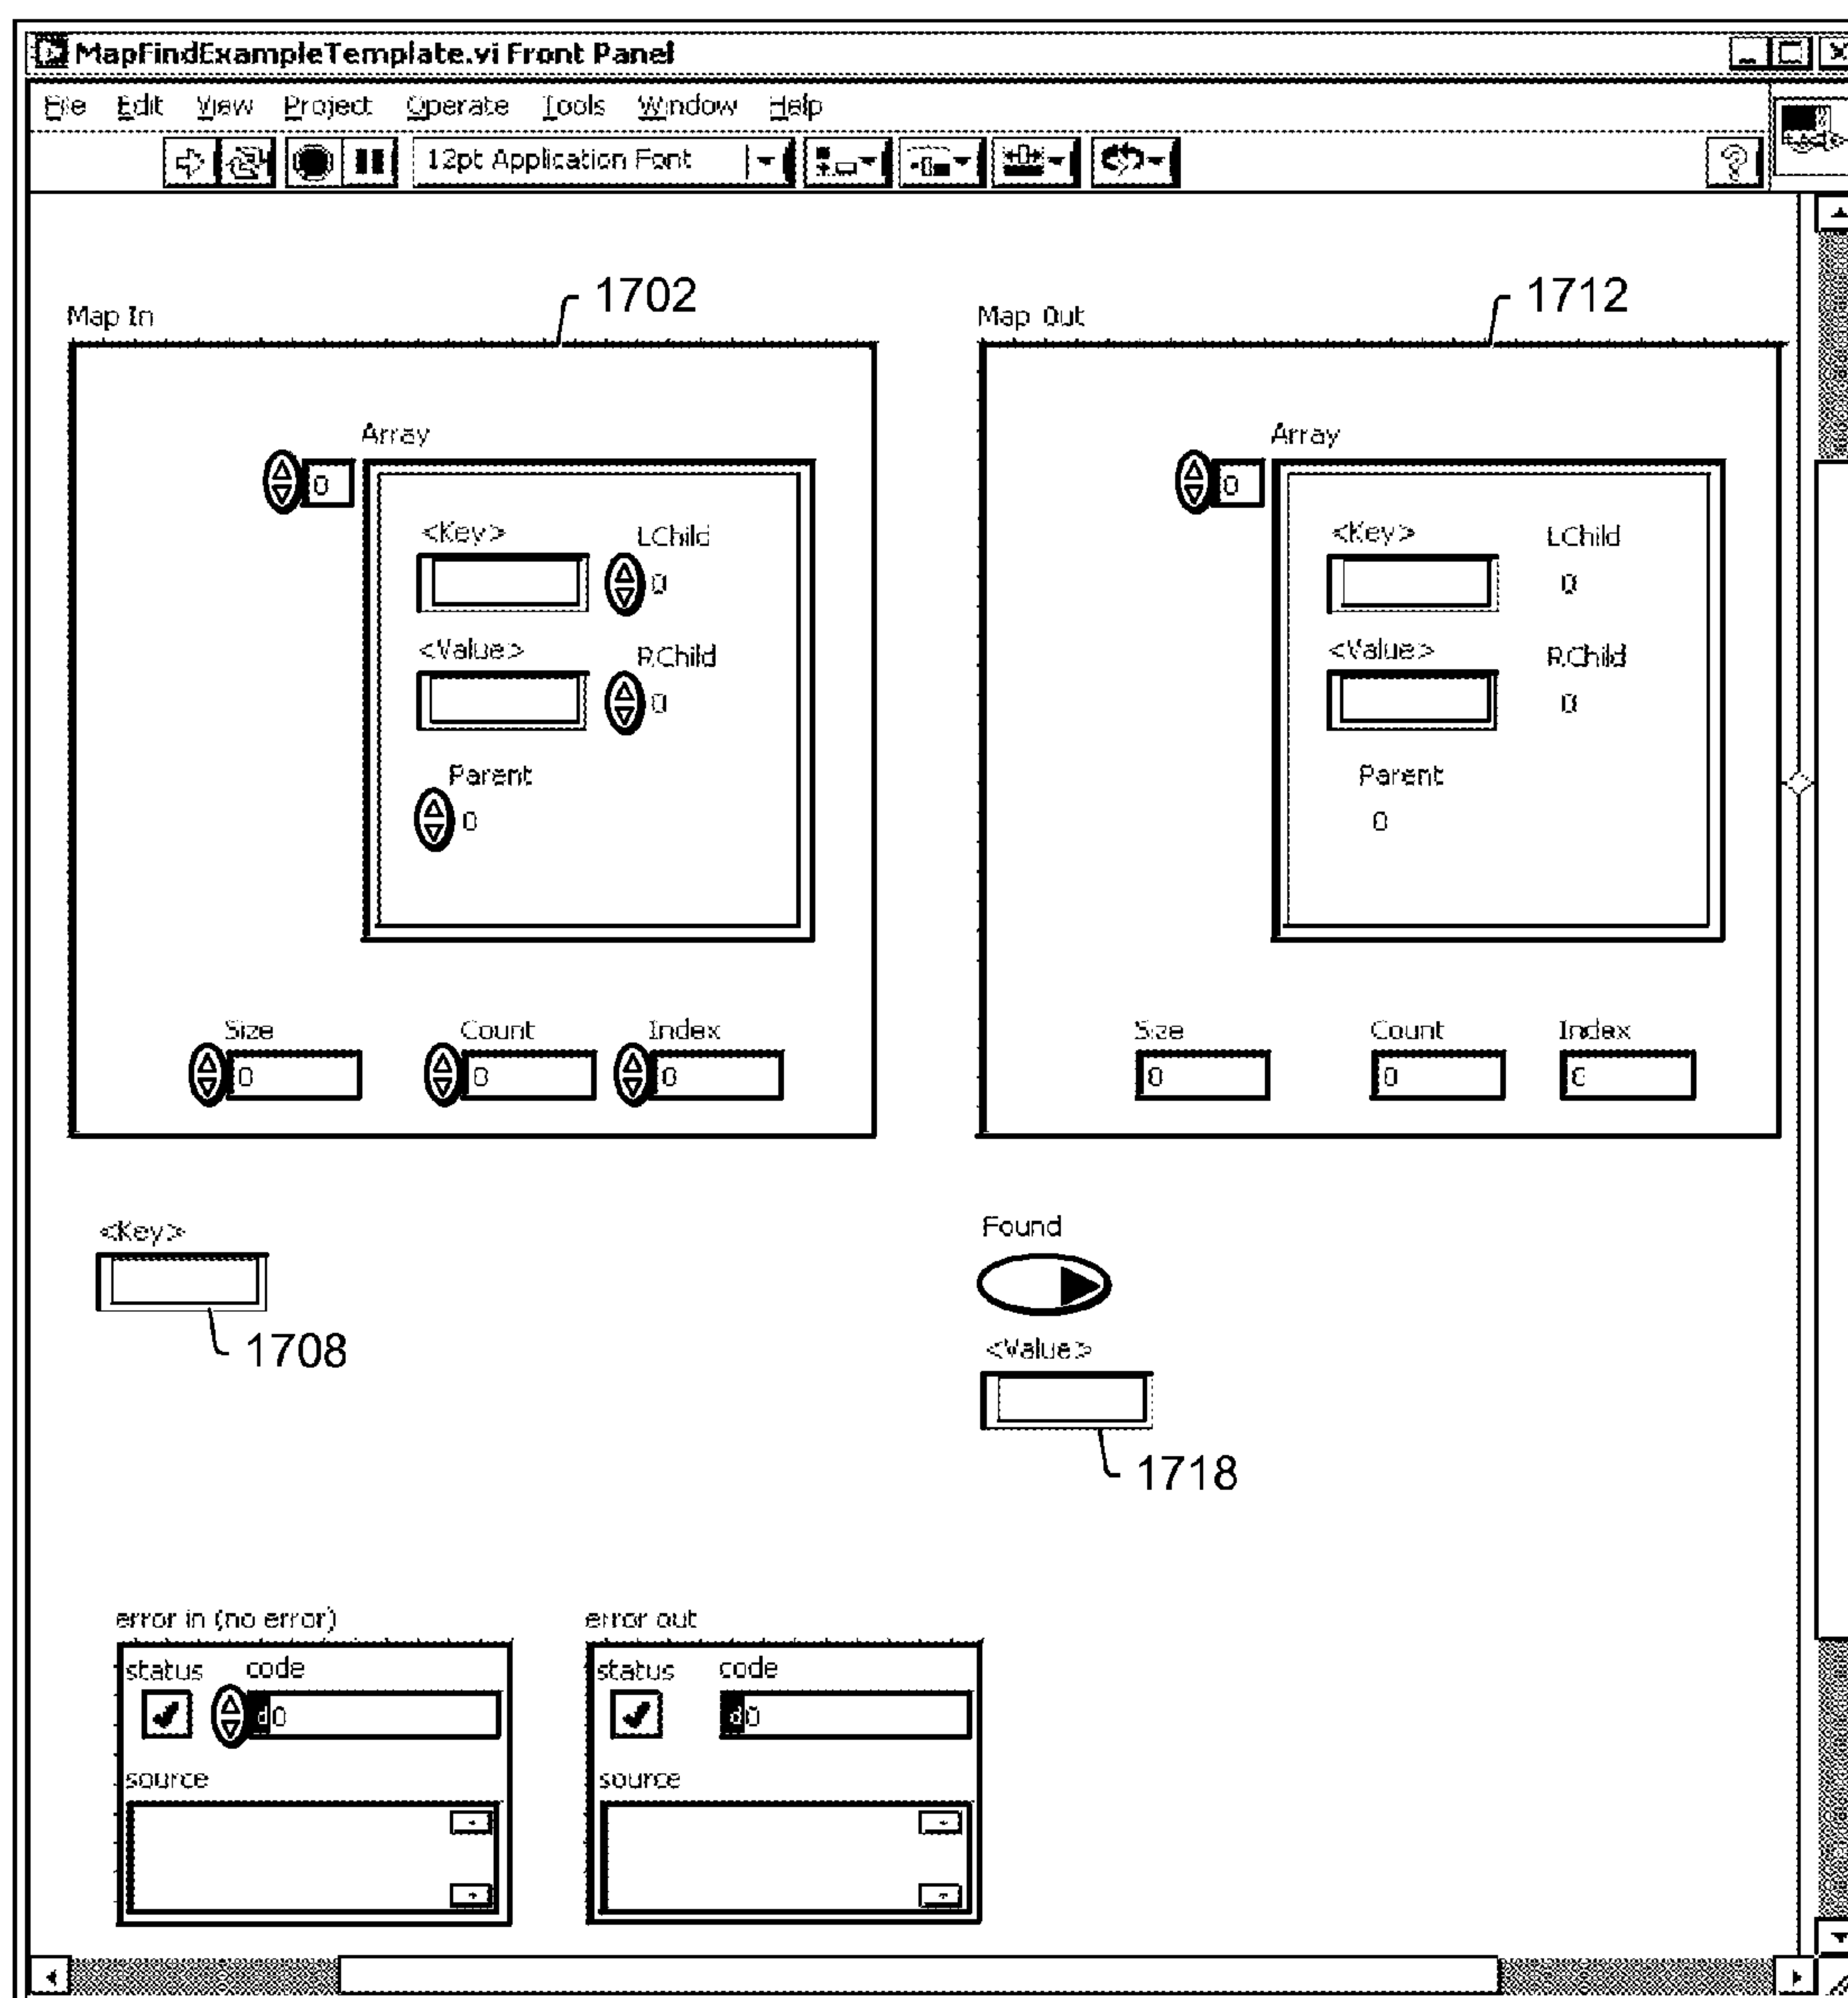 MapFindExampleTemplate.vi Front Panel
File Edit View Project Operate Tools Window Help
12pt Application Font
?
1702
1712
Map In
Map Out
Array
Array
0
0
<Key> LChild
<Key> LChild
0
0
<Value> RChild
<Value> RChild
0
0
Parent
Parent
0
0
Size Count Index
Size Count Index
0 0 0
0 0 0
<Key>
Found
1708
<Value>
1718
error in (no error)
error out
status code
status code
d0
d0
source
source